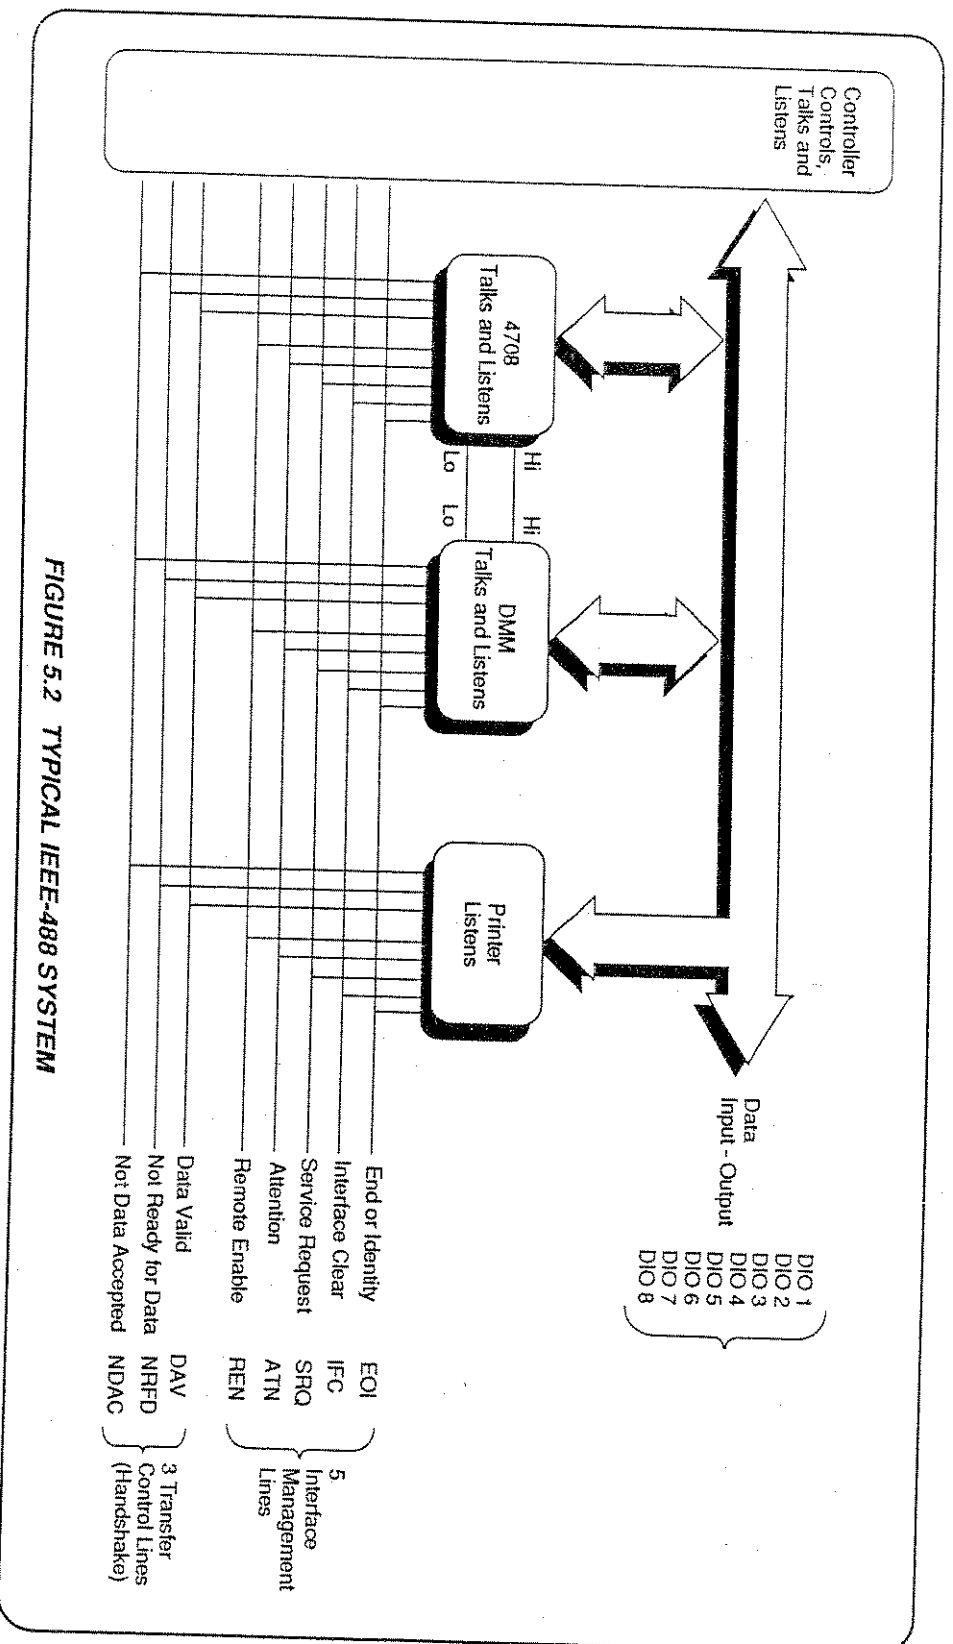 Controller
Controls,
Talks and
Listens
Data
Input - Output
DIO 1
DIO 2
DIO 3
DIO 4
DIO 5
DIO 6
DIO 7
DIO 8
4708
Talks and Listens
Hi
Hi
Lo
Lo
DMM
Talks and Listens
Printer
Listens
End or Identity EOI
Interface Clear IFC
Service Request SRQ
Attention ATN
Remote Enable REN
5
Interface
Management
Lines
Data Valid DAV
Not Ready for Data NRFD
Not Data Accepted NDAC
3 Transfer
Control Lines
(Handshake)
FIGURE 5.2 TYPICAL IEEE-488 SYSTEM